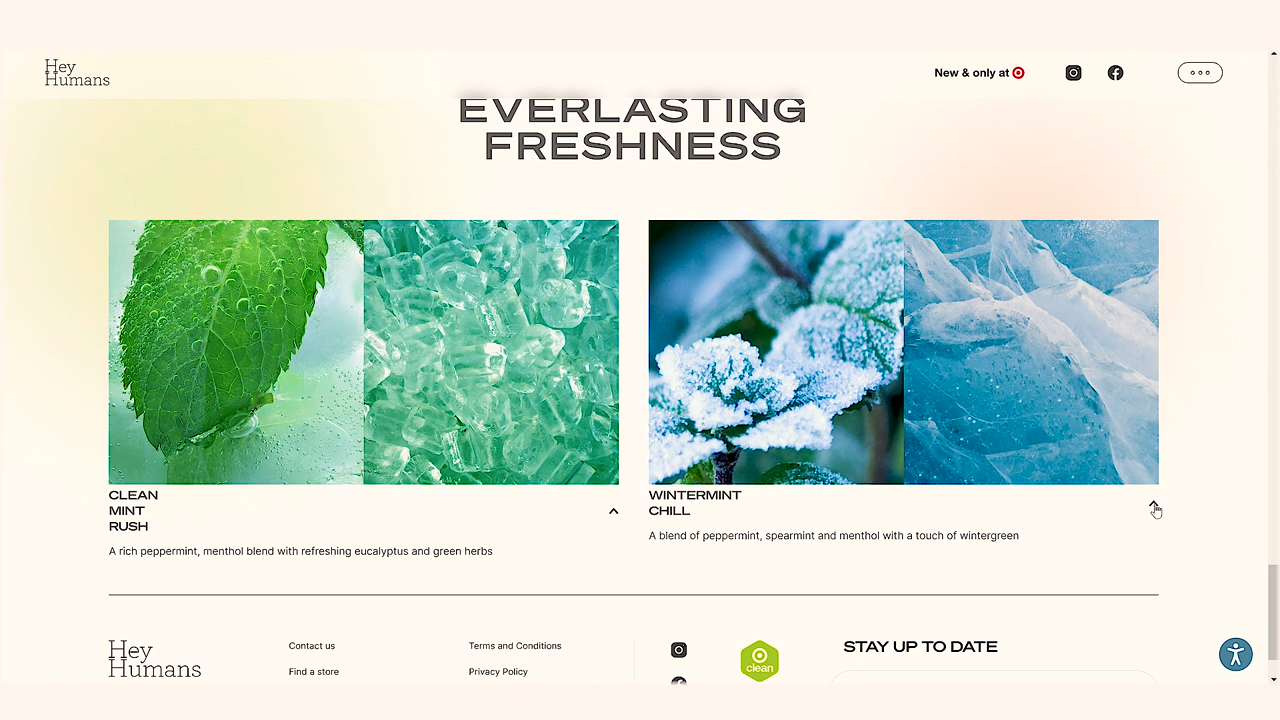 Hey
Humans
New & only at
EVERLASTING
FRESHNESS
CLEAN
MINT
RUSH
A rich peppermint, menthol blend with refreshing eucalyptus and green herbs
WINTERMINT
CHILL
A blend of peppermint, spearmint and menthol with a touch of wintergreen
Hey
Humans
Contact us
Find a store
Terms and Conditions
Privacy Policy
clean
STAY UP TO DATE